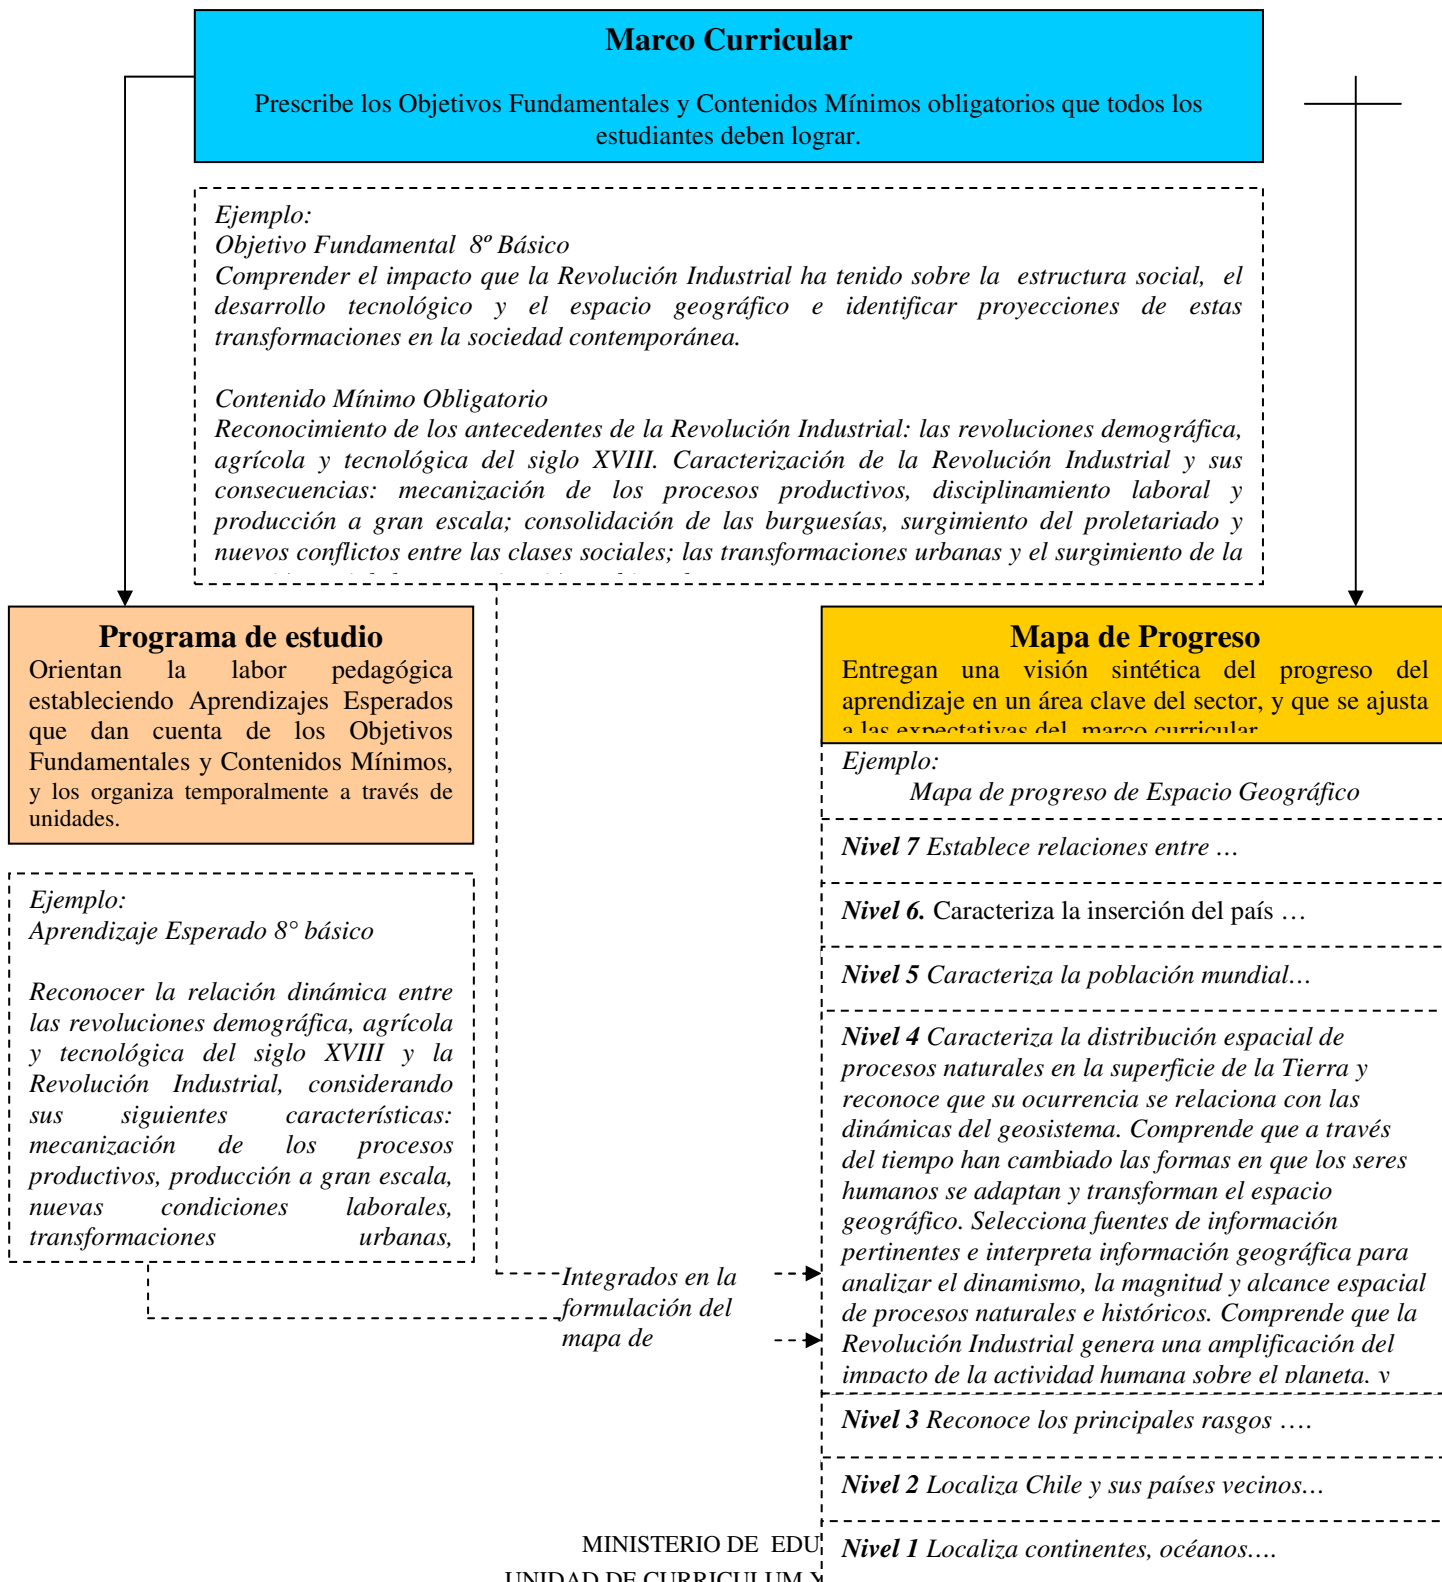 Marco Curricular
Prescribe los Objetivos Fundamentales y Contenidos Mínimos obligatorios que todos los
estudiantes deben lograr.
Ejemplo:
Objetivo Fundamental 8º Básico
Comprender el impacto que la Revolución Industrial ha tenido sobre la estructura social, el
desarrollo tecnológico y el espacio geográfico e identificar proyecciones de estas
transformaciones en la sociedad contemporánea.
Contenido Mínimo Obligatorio
Reconocimiento de los antecedentes de la Revolución Industrial: las revoluciones demográfica,
agrícola y tecnológica del siglo XVIII. Caracterización de la Revolución Industrial y sus
consecuencias: mecanización de los procesos productivos, disciplinamiento laboral y
producción a gran escala; consolidación de las burguesías, surgimiento del proletariado y
nuevos conflictos entre las clases sociales; las transformaciones urbanas y el surgimiento de la
Programa de estudio
Orientan la labor pedagógica
estableciendo Aprendizajes Esperados
que dan cuenta de los Objetivos
Fundamentales y Contenidos Mínimos,
y los organiza temporalmente a través de
unidades.
Ejemplo:
Aprendizaje Esperado 8° básico
Reconocer la relación dinámica entre
las revoluciones demográfica, agrícola
y tecnológica del siglo XVIII y la
Revolución Industrial, considerando
sus siguientes características:
mecanización de los procesos
productivos, producción a gran escala,
nuevas condiciones laborales,
transformaciones urbanas,
Integrados en la
formulación del
mapa de
Mapa de Progreso
Entregan una visión sintética del progreso del
aprendizaje en un área clave del sector, y que se ajusta
a las expectativas del marco curricular
Ejemplo:
Mapa de progreso de Espacio Geográfico
Nivel 7 Establece relaciones entre …
Nivel 6. Caracteriza la inserción del país …
Nivel 5 Caracteriza la población mundial…
Nivel 4 Caracteriza la distribución espacial de
procesos naturales en la superficie de la Tierra y
reconoce que su ocurrencia se relaciona con las
dinámicas del geosistema. Comprende que a través
del tiempo han cambiado las formas en que los seres
humanos se adaptan y transforman el espacio
geográfico. Selecciona fuentes de información
pertinentes e interpreta información geográfica para
analizar el dinamismo, la magnitud y alcance espacial
de procesos naturales e históricos. Comprende que la
Revolución Industrial genera una amplificación del
impacto de la actividad humana sobre el planeta, y
Nivel 3 Reconoce los principales rasgos ….
Nivel 2 Localiza Chile y sus países vecinos…
Nivel 1 Localiza continentes, océanos….
MINISTERIO DE EDU
UNIDAD DE CURRICULUM Y